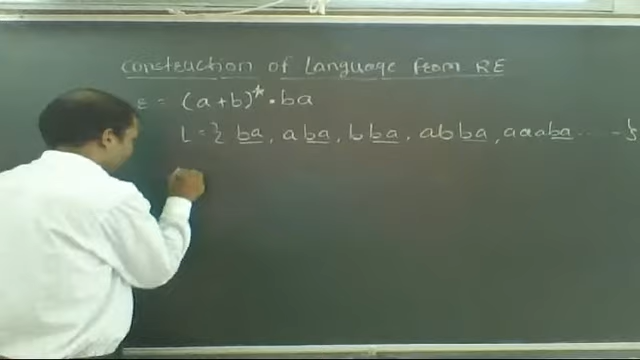 Construction of Language from RE
E = (a+b)* • ba
L = { ba, aba, bba, abba, aaaba ... - }